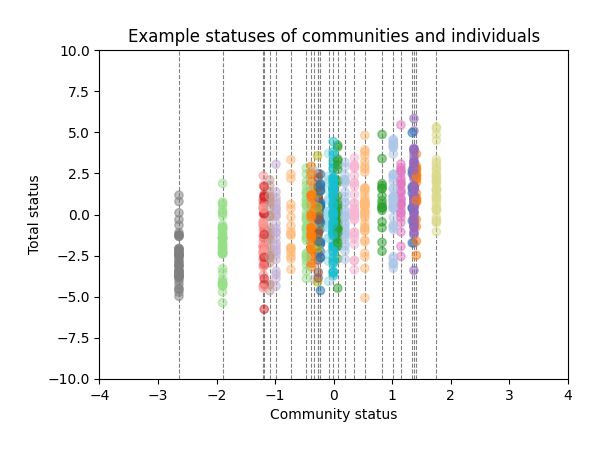 Example statuses of communities and individuals
10.0
7.5
5.0
2.5
0.0
−2.5
−5.0
−7.5
−10.0
Total status
−4 −3 −2 −1 0 1 2 3 4
Community status